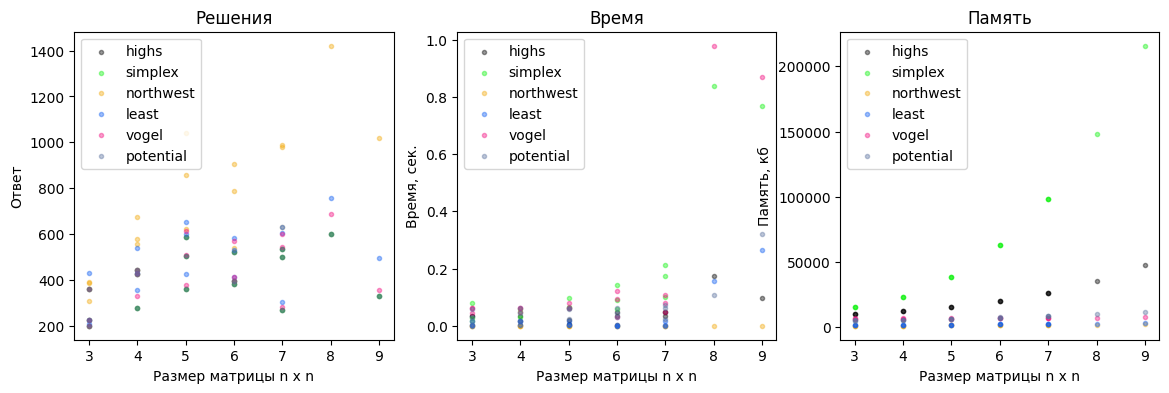 Решения
1400
1200
1000
800
600
400
200
Ответ
highs
simplex
northwest
least
vogel
potential
3 4 5 6 7 8 9
Размер матрицы n x n
Время
1.0
0.8
0.6
0.4
0.2
0.0
Время, сек.
highs
simplex
northwest
least
vogel
potential
3 4 5 6 7 8 9
Размер матрицы n x n
Память
200000
150000
100000
50000
0
Память, кб
highs
simplex
northwest
least
vogel
potential
3 4 5 6 7 8 9
Размер матрицы n x n